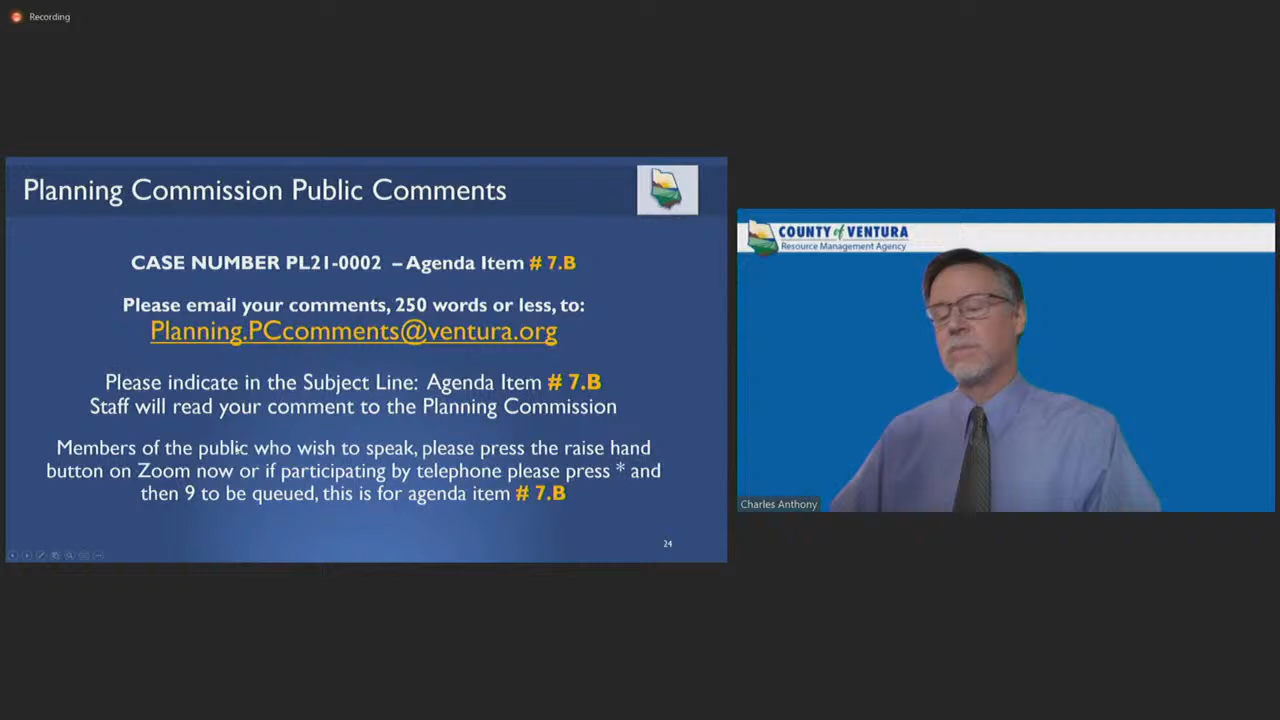 Recording
Planning Commission Public Comments
CASE NUMBER PL21-0002 – Agenda Item # 7.B
Please email your comments, 250 words or less, to:
Planning.PCcomments@ventura.org
Please indicate in the Subject Line: Agenda Item # 7.B
Staff will read your comment to the Planning Commission
Members of the public who wish to speak, please press the raise hand
button on Zoom now or if participating by telephone please press * and
then 9 to be queued, this is for agenda item # 7.B
24
COUNTY of VENTURA
Resource Management Agency
Charles Anthony